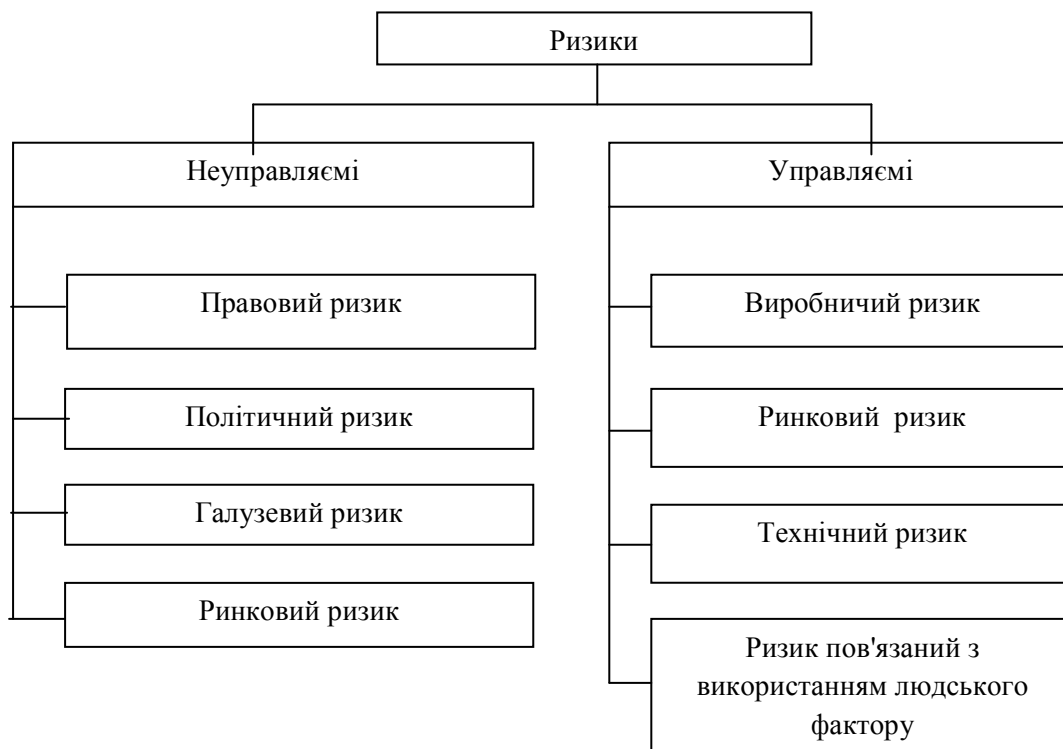 Ризики
Неуправляємі
Управляємі
Правовий ризик
Виробничий ризик
Політичний ризик
Ринковий  ризик
Галузевий ризик
Технічний ризик
Ринковий ризик
Ризик пов'язаний з
використанням людського
фактору